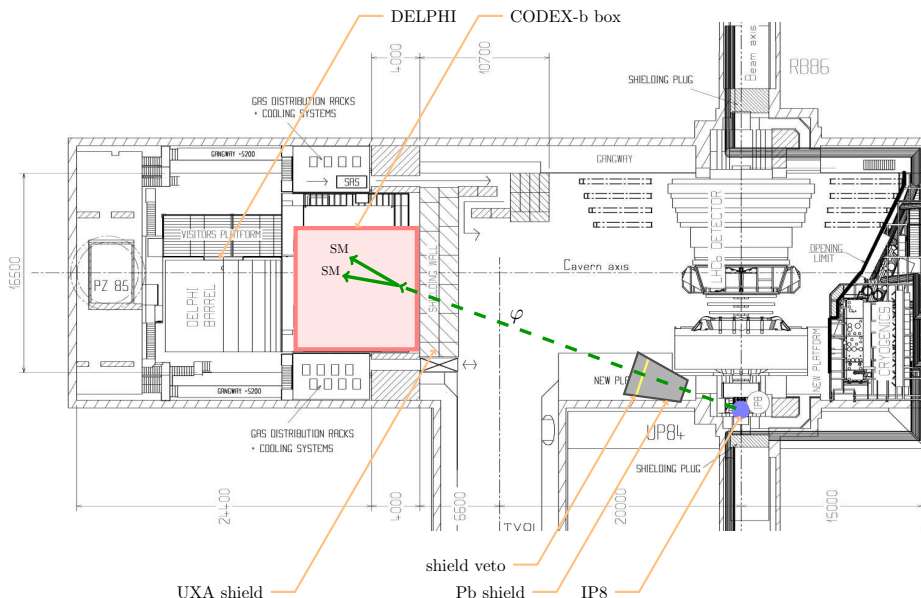 DELPHI
CODEX-b box
4000
10700
Beam axis
RB86
SHIELDING PLUG
GAS DISTRIBUTION RACKS
+ COOLING SYSTEMS
GANGWAY +5200
GANGWAY
SAS
LHCb DETECTOR
VISITORS PLATFORM
SM
SM
OPENING
LIMIT
Cavern axis
16500
PZ 85
DELPHI
BARREL
SHIELDING WALL
φ
CRYOGENICS
NEW PLATFORM
GANGWAY +5200
NEW PL
GAS DISTRIBUTION RACKS
+ COOLING SYSTEMS
UP84
SHIELDING PLUG
24400
4000
6600
20000
15000
shield veto
UXA shield
Pb shield
IP8